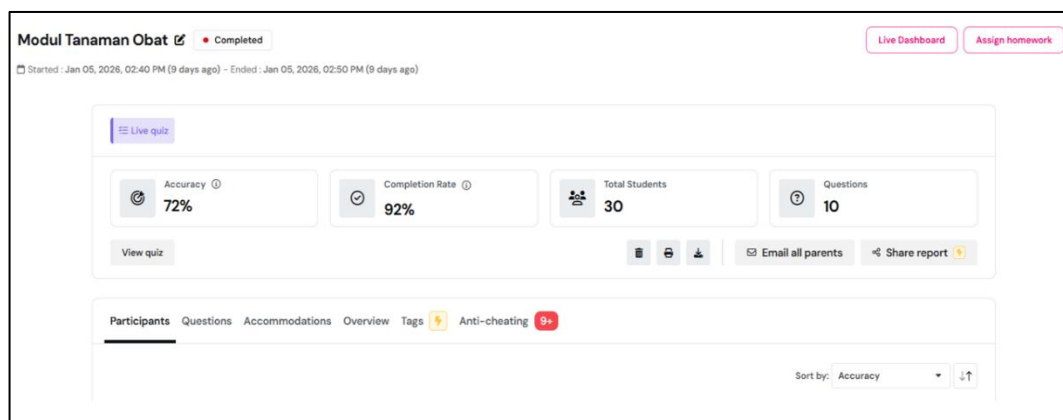 Modul Tanaman Obat
Completed
Live Dashboard
Assign homework
Started : Jan 05, 2026, 02:40 PM (9 days ago) - Ended : Jan 05, 2026, 02:50 PM (9 days ago)
Live quiz
Accuracy
72%
Completion Rate
92%
Total Students
30
Questions
10
View quiz
Email all parents
Share report
Participants Questions Accommodations Overview Tags Anti-cheating 9+
Sort by: Accuracy